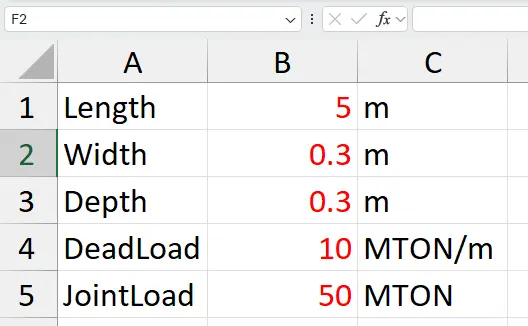 F2 fx
A B C
1 Length 5 m
2 Width 0.3 m
3 Depth 0.3 m
4 DeadLoad 10 MTON/m
5 JointLoad 50 MTON